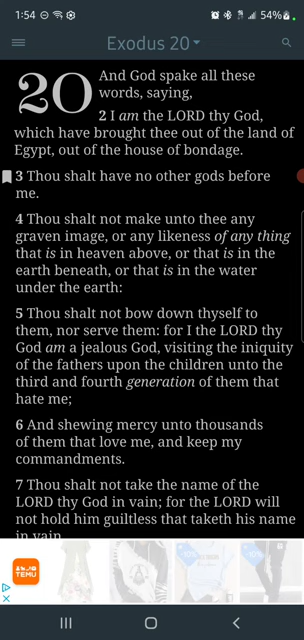 1:54
54%
Exodus 20
20 And God spake all these
words, saying,
2 I am the LORD thy God,
which have brought thee out of the land of
Egypt, out of the house of bondage.
3 Thou shalt have no other gods before
me.
4 Thou shalt not make unto thee any
graven image, or any likeness of any thing
that is in heaven above, or that is in the
earth beneath, or that is in the water
under the earth:
5 Thou shalt not bow down thyself to
them, nor serve them: for I the LORD thy
God am a jealous God, visiting the iniquity
of the fathers upon the children unto the
third and fourth generation of them that
hate me;
6 And shewing mercy unto thousands
of them that love me, and keep my
commandments.
7 Thou shalt not take the name of the
LORD thy God in vain; for the LORD will
not hold him guiltless that taketh his name
in vain
TEMU